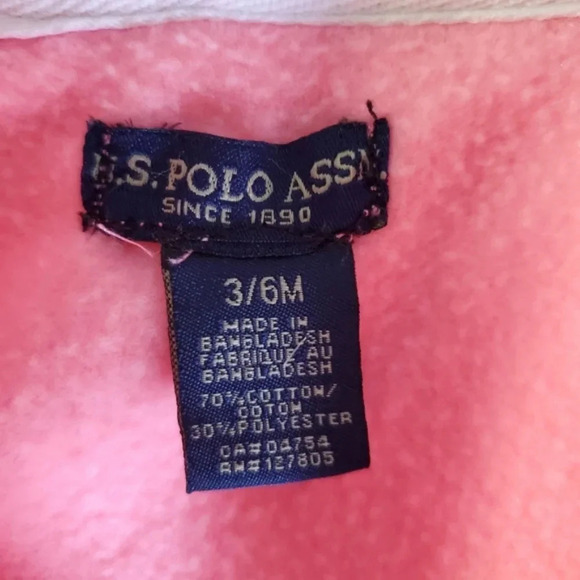 U.S. POLO ASSN.
SINCE 1890
3/6M
MADE IN
BANGLADESH
FABRIQUE AU
BANGLADESH
70% COTTON/
COTON
30% POLYESTER
CA# 04754
RN# 127805